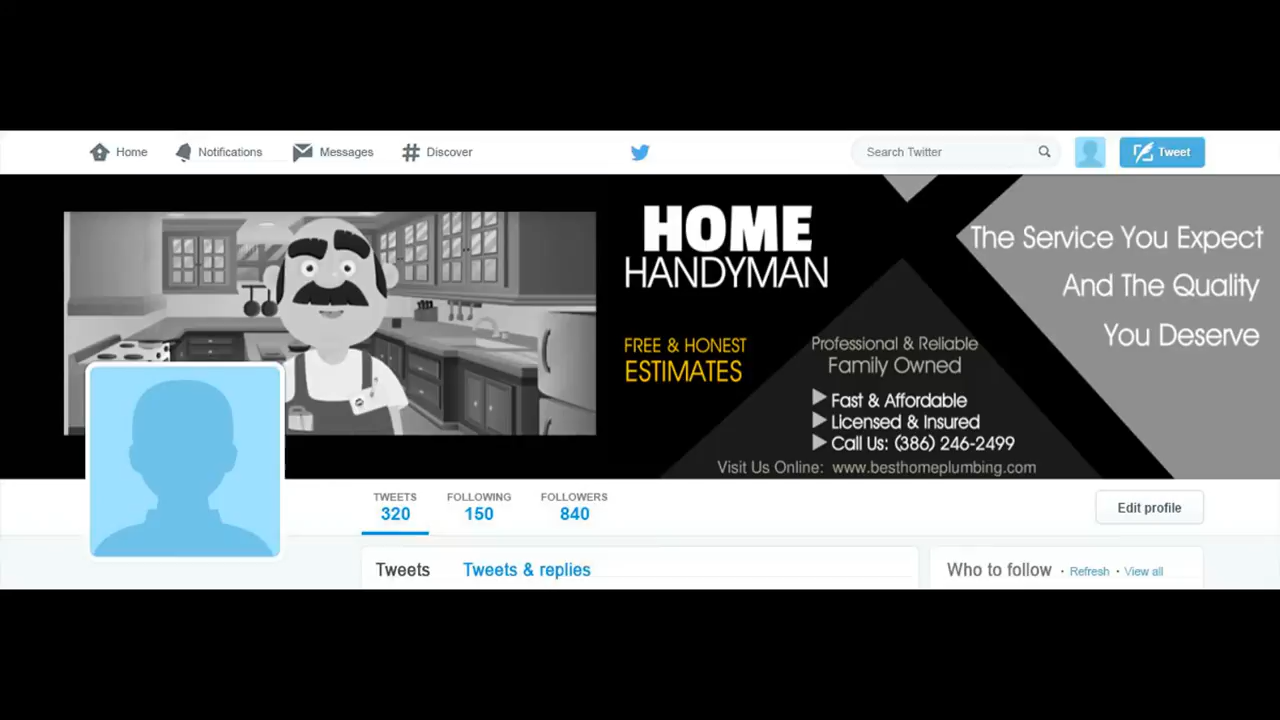 Home Notifications Messages Discover Search Twitter Tweet
HOME
HANDYMAN
The Service You Expect
And The Quality
You Deserve
FREE & HONEST
ESTIMATES
Professional & Reliable
Family Owned
Fast & Affordable
Licensed & Insured
Call Us: (386) 246-2499
Visit Us Online: www.besthomeplumbing.com
TWEETS FOLLOWING FOLLOWERS
320 150 840
Edit profile
Tweets Tweets & replies
Who to follow · Refresh · View all